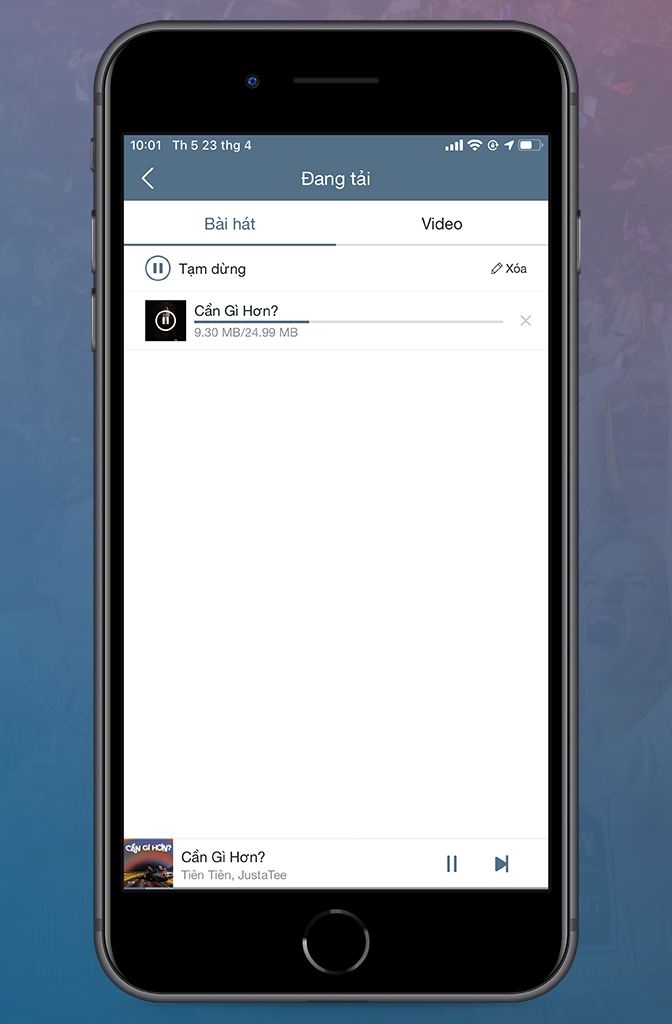 10:01 Th 5 23 thg 4
Đang tải
Bài hát Video
Tạm dừng Xóa
Cần Gì Hơn?
9.30 MB/24.99 MB
CẦN GÌ HƠN?
Cần Gì Hơn?
Tiên Tiên, JustaTee